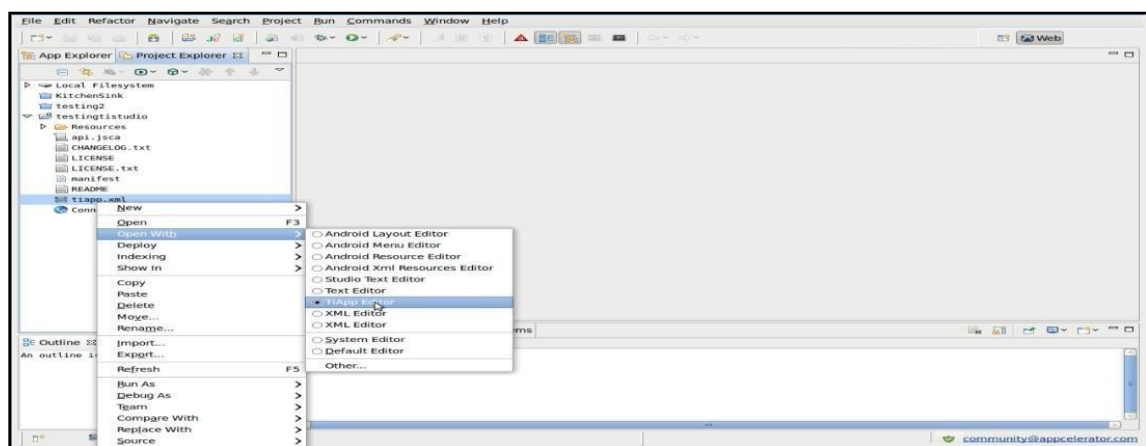 File Edit Refactor Navigate Search Project Run Commands Window Help
Web
App Explorer Project Explorer
Local Filesystem
KitchenSink
testing2
testingtistudio
Resources
api.jsca
CHANGELOG.txt
LICENSE
LICENSE.txt
manifest
README
tiapp.xml
Conn
New
Open F3
Open With
Deploy
Indexing
Show In
Copy
Paste
Delete
Move...
Rename...
Import...
Export...
Refresh F5
Run As
Debug As
Team
Compare With
Replace With
Source
Android Layout Editor
Android Menu Editor
Android Resource Editor
Android Xml Resources Editor
Studio Text Editor
Text Editor
TiApp Editor
XML Editor
XML Editor
System Editor
Default Editor
Other...
ms
Outline
An outline i
community@appcelerator.com